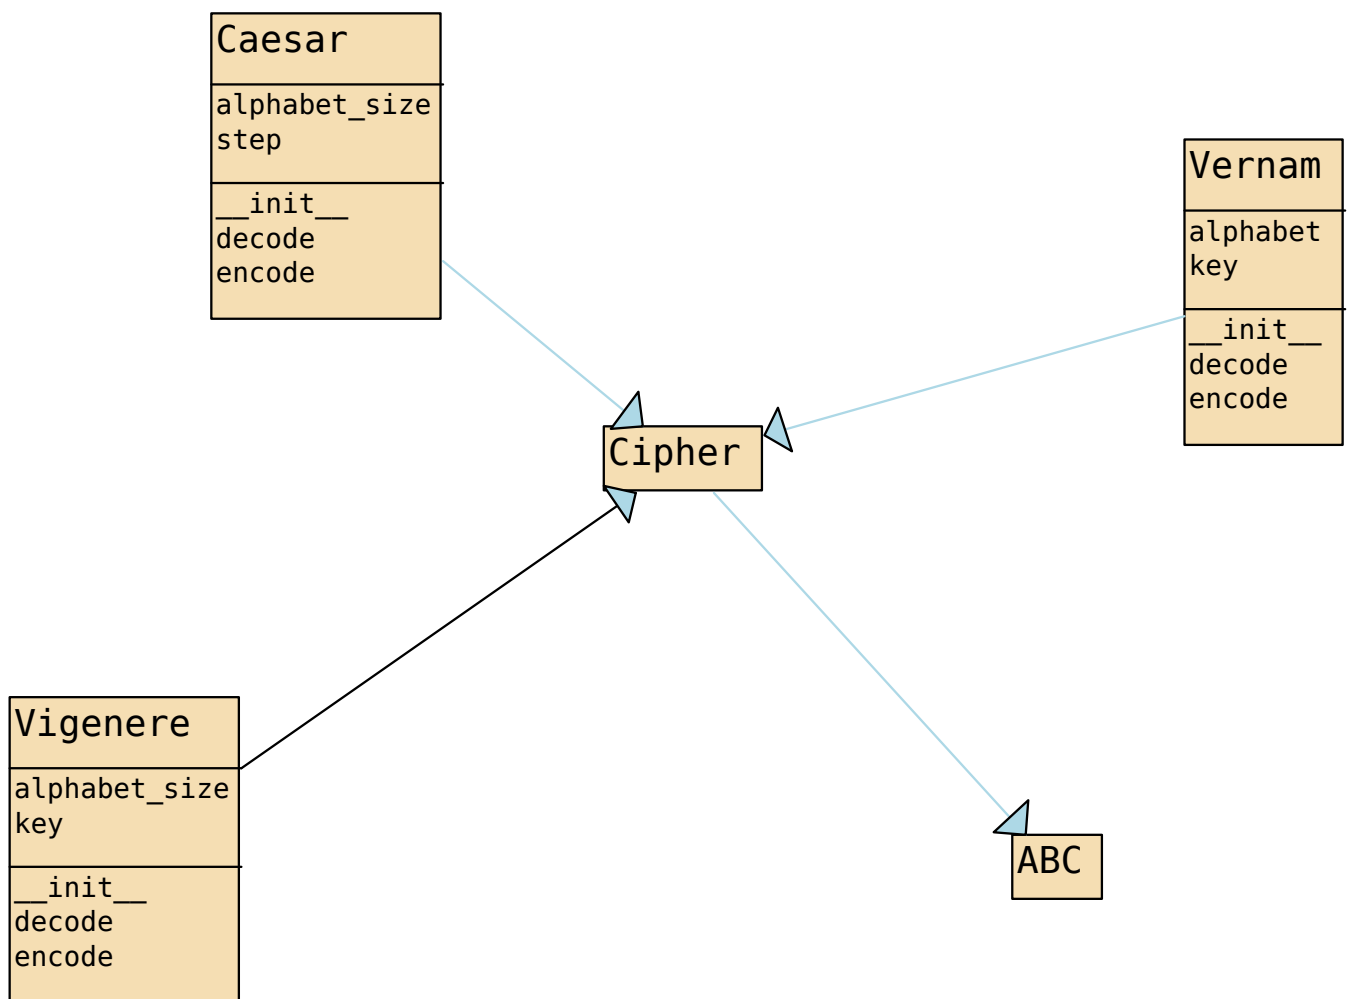 Caesar
alphabet_size
step
__init__
decode
encode
Vernam
alphabet
key
__init__
decode
encode
Cipher
Vigenere
alphabet_size
key
__init__
decode
encode
ABC